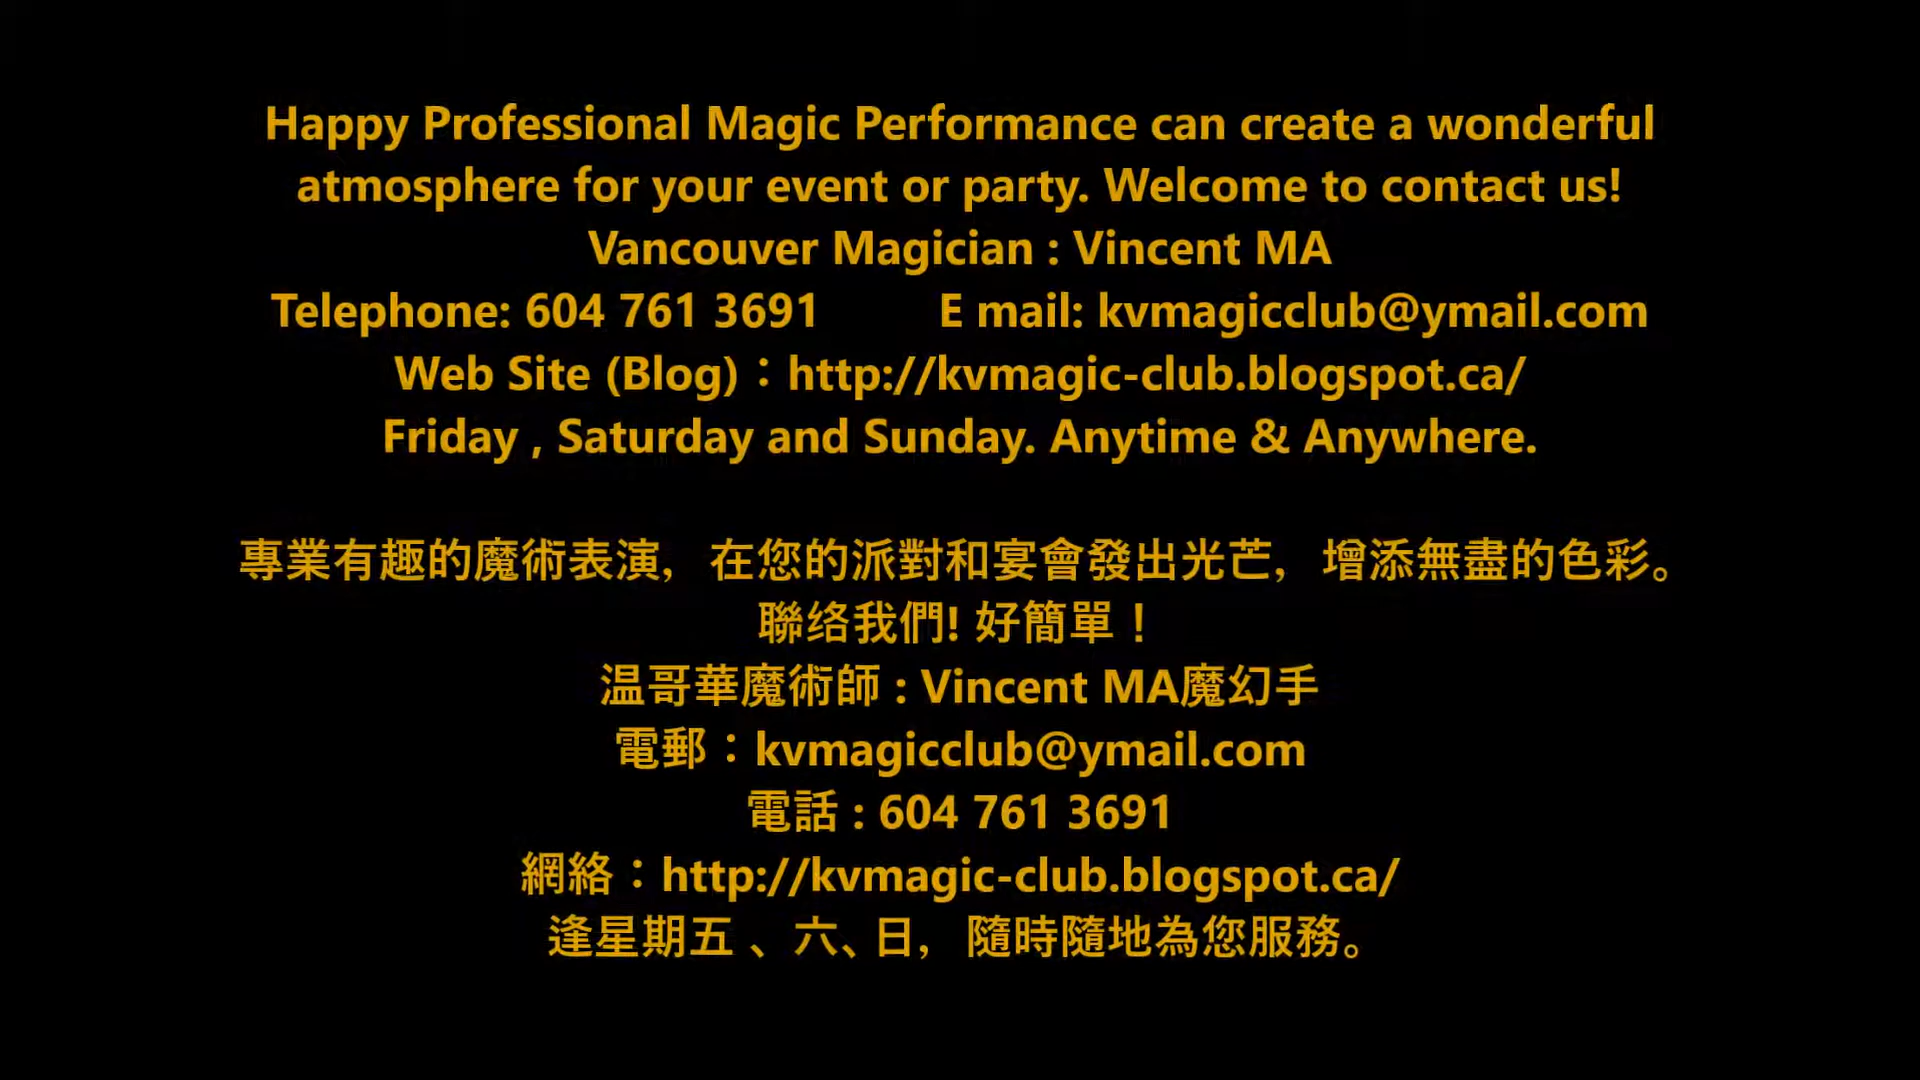 Happy Professional Magic Performance can create a wonderful
atmosphere for your event or party. Welcome to contact us!
Vancouver Magician : Vincent MA
Telephone: 604 761 3691 E mail: kvmagicclub@ymail.com
Web Site (Blog)：http://kvmagic-club.blogspot.ca/
Friday , Saturday and Sunday. Anytime & Anywhere.
專業有趣的魔術表演, 在您的派對和宴會發出光芒, 增添無盡的色彩。
聯络我們! 好簡單！
温哥華魔術師 : Vincent MA魔幻手
電郵：kvmagicclub@ymail.com
電話 : 604 761 3691
網絡：http://kvmagic-club.blogspot.ca/
逢星期五 、六、日, 隨時隨地為您服務。